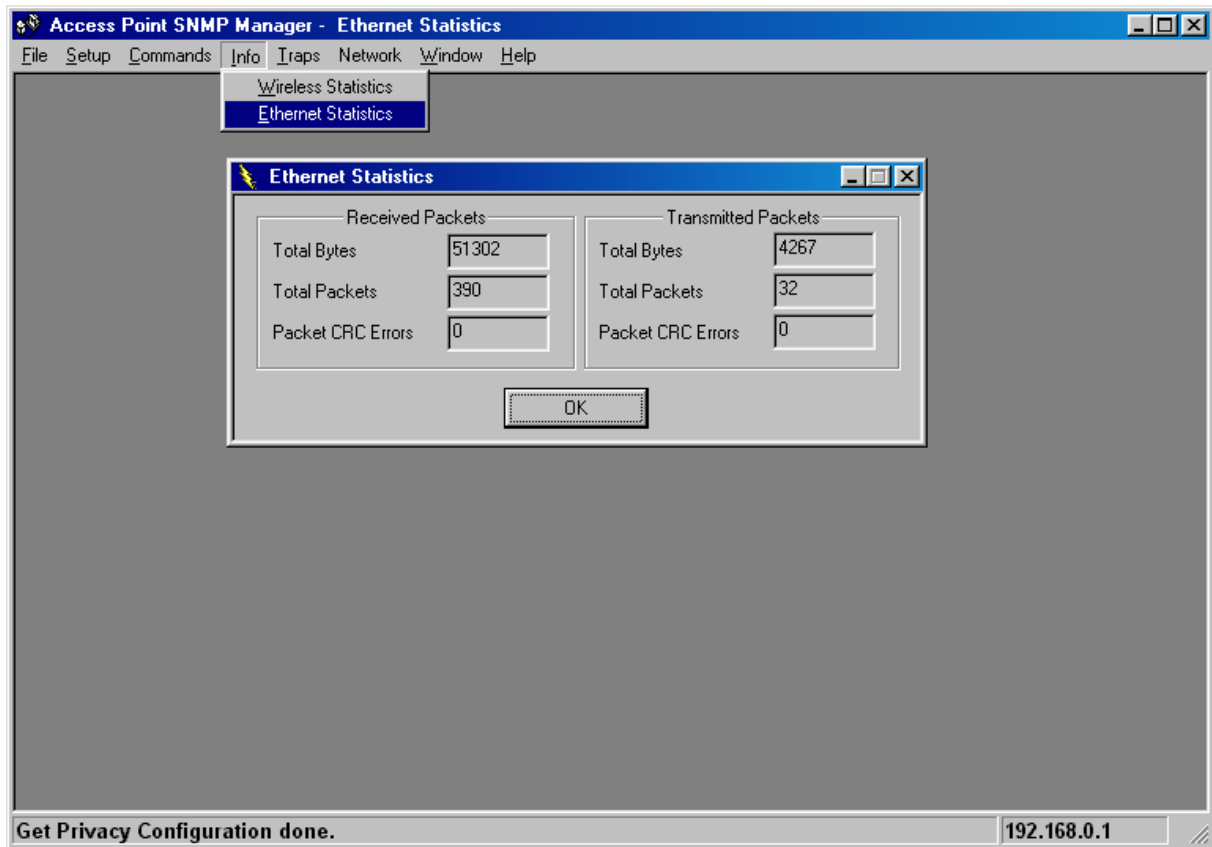 Access Point SNMP Manager - Ethernet Statistics
File Setup Commands Info Traps Network Window Help
Wireless Statistics
Ethernet Statistics
Ethernet Statistics
Received Packets
Total Bytes 51302
Total Packets 390
Packet CRC Errors 0
Transmitted Packets
Total Bytes 4267
Total Packets 32
Packet CRC Errors 0
OK
Get Privacy Configuration done. 192.168.0.1